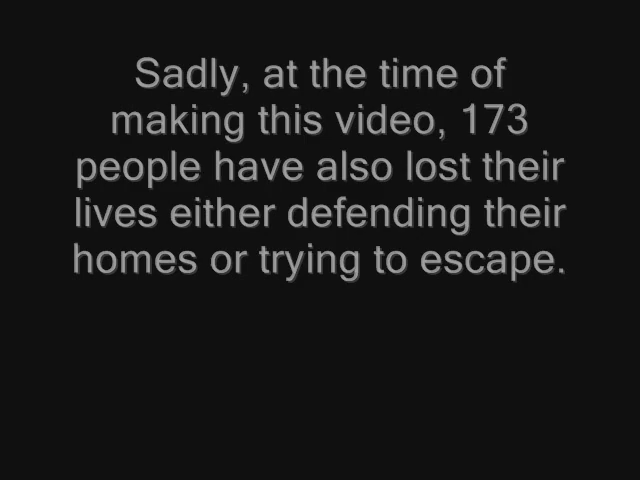 Sadly, at the time of
making this video, 173
people have also lost their
lives either defending their
homes or trying to escape.